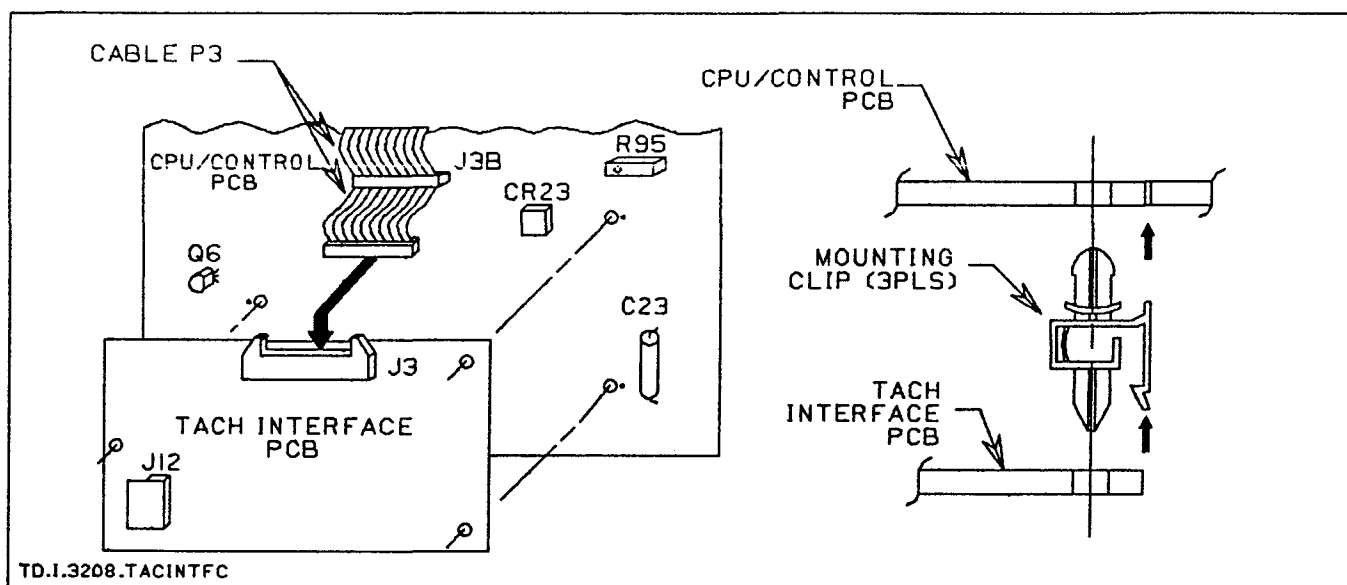 CABLE P3
CPU/CONTROL
PCB
J3B
R95
CR23
Q6
C23
J3
TACH INTERFACE
PCB
J12
CPU/CONTROL
PCB
MOUNTING
CLIP (3PLS)
TACH
INTERFACE
PCB
TD.I.3208.TACINTFC